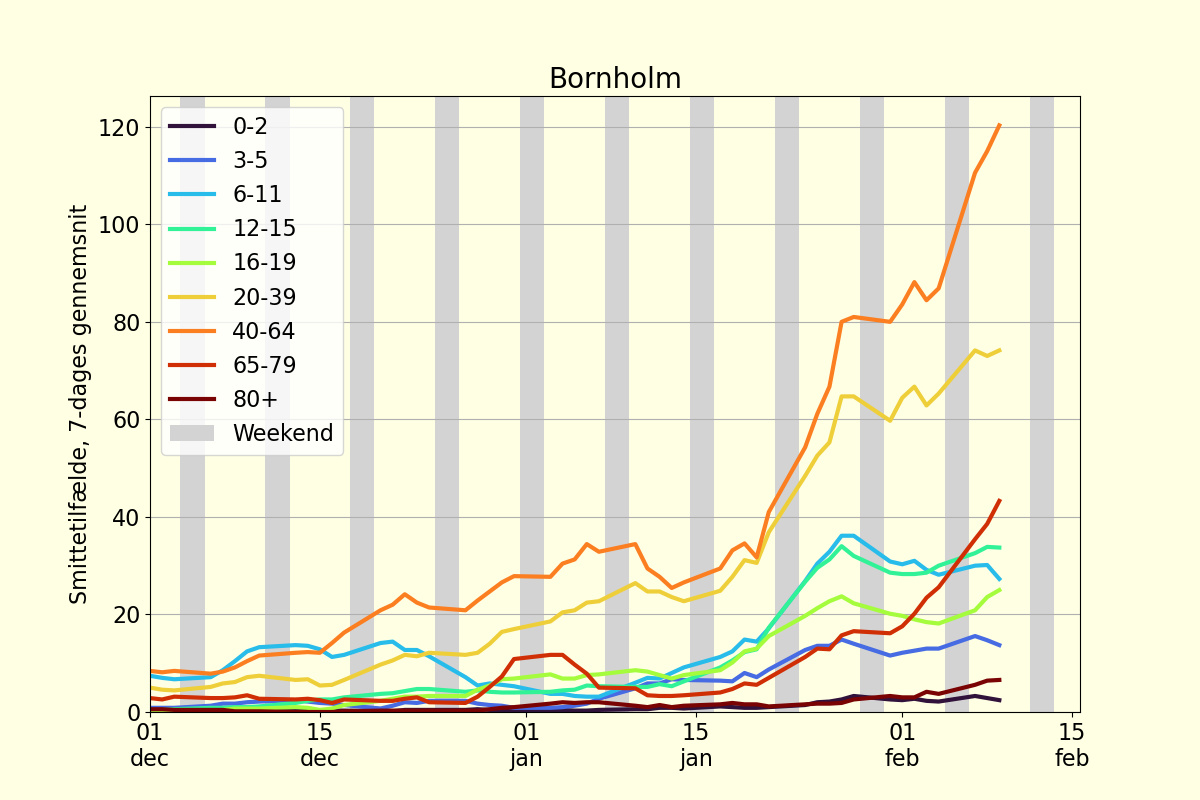 Bornholm
Smittetilfælde, 7-dages gennemsnit
120
100
80
60
40
20
0
0-2
3-5
6-11
12-15
16-19
20-39
40-64
65-79
80+
Weekend
01 dec
15 dec
01 jan
15 jan
01 feb
15 feb